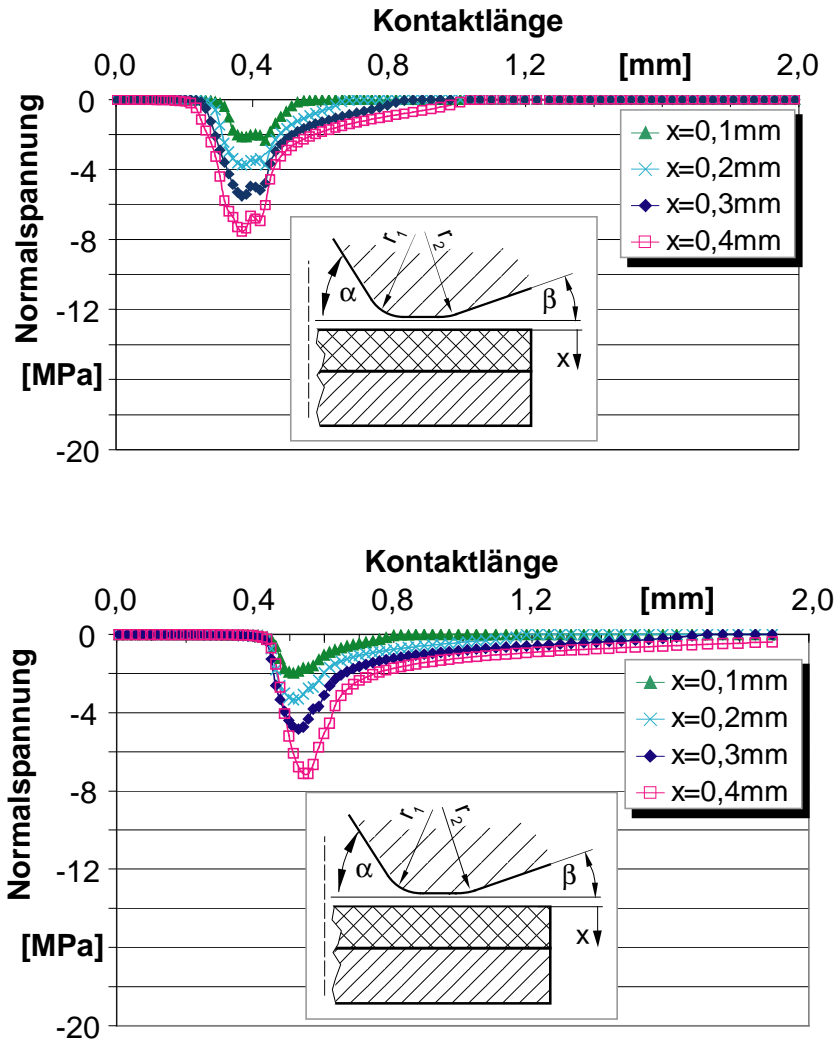 Kontaktlänge
0,0 0,4 0,8 1,2 [mm] 2,0
Normalspannung
[MPa]
0
-4
-8
-12
-20
x=0,1mm
x=0,2mm
x=0,3mm
x=0,4mm
r1 r2
α β
x
Kontaktlänge
0,0 0,4 0,8 1,2 [mm] 2,0
Normalspannung
[MPa]
0
-4
-8
-12
-20
x=0,1mm
x=0,2mm
x=0,3mm
x=0,4mm
r1 r2
α β
x